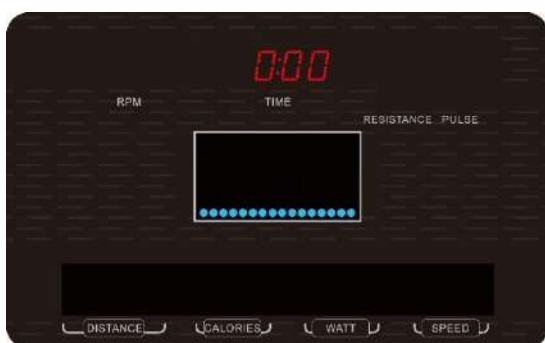 0:00
RPM TIME
RESISTANCE PULSE
DISTANCE CALORIES WATT SPEED